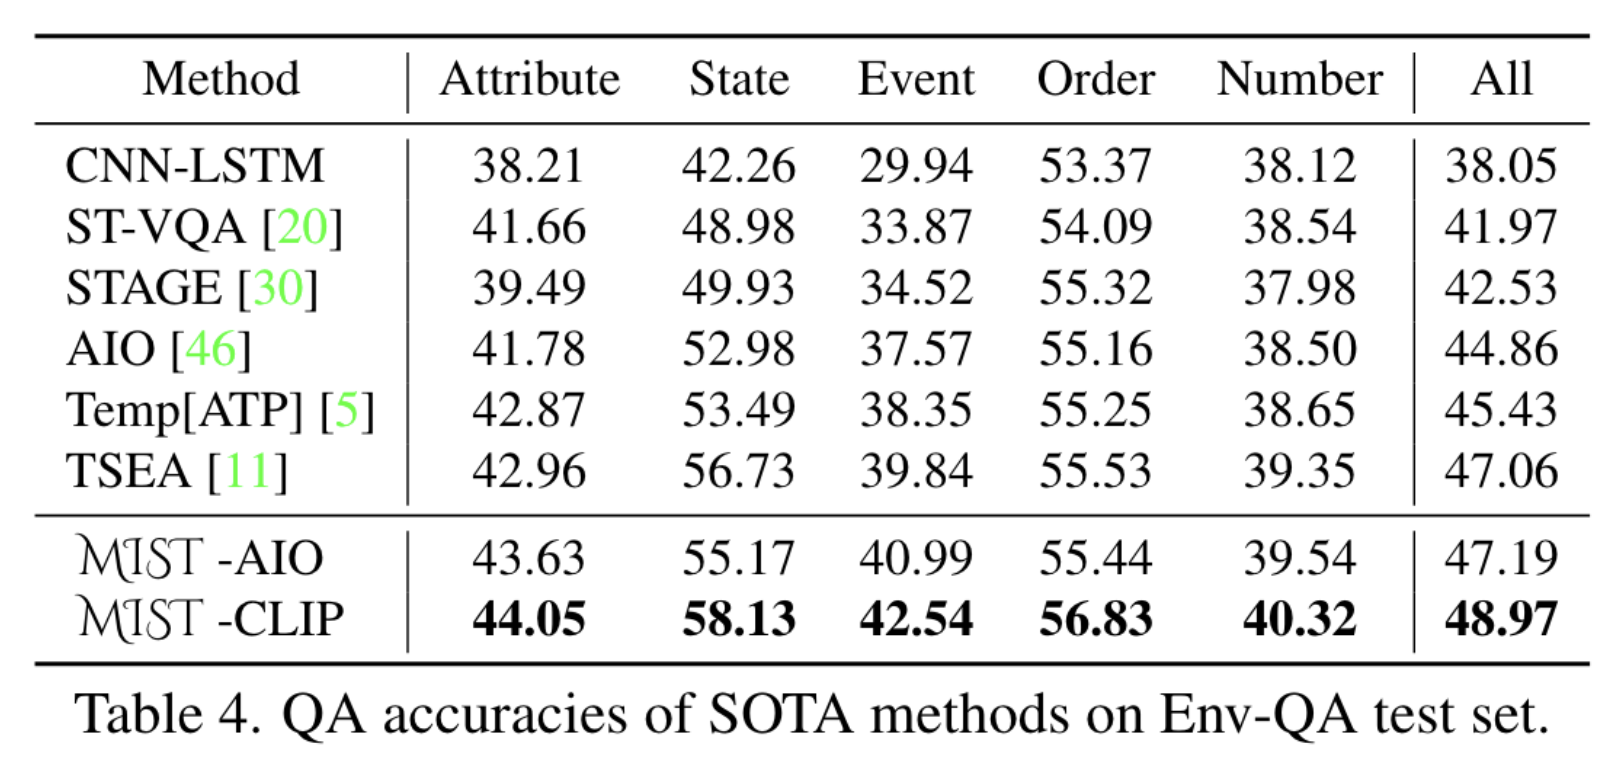 Method Attribute State Event Order Number All
CNN-LSTM 38.21 42.26 29.94 53.37 38.12 38.05
ST-VQA [20] 41.66 48.98 33.87 54.09 38.54 41.97
STAGE [30] 39.49 49.93 34.52 55.32 37.98 42.53
AIO [46] 41.78 52.98 37.57 55.16 38.50 44.86
Temp[ATP] [5] 42.87 53.49 38.35 55.25 38.65 45.43
TSEA [11] 42.96 56.73 39.84 55.53 39.35 47.06
MIST -AIO 43.63 55.17 40.99 55.44 39.54 47.19
MIST -CLIP 44.05 58.13 42.54 56.83 40.32 48.97
Table 4. QA accuracies of SOTA methods on Env-QA test set.